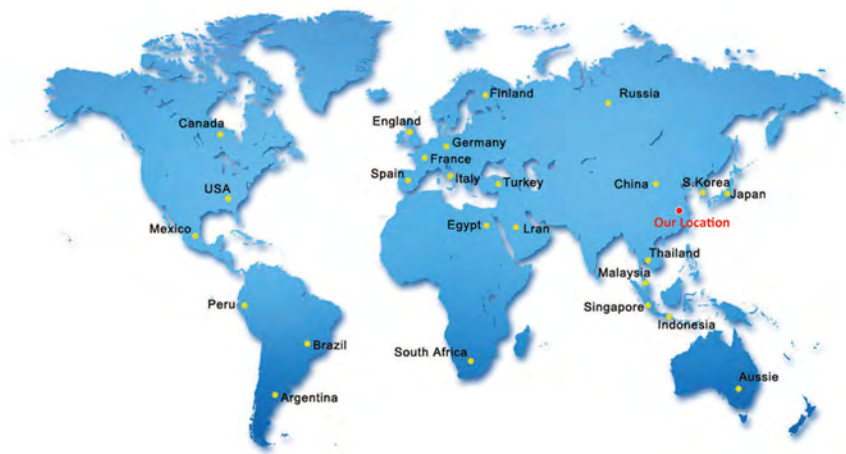 Finland
Russia
Canada
England
Germany
France
Spain
Italy
Turkey
China
S.Korea
Japan
USA
Our Location
Mexico
Egypt
Lran
Thailand
Malaysia
Peru
Singapore
Indonesia
Brazil
South Africa
Aussie
Argentina